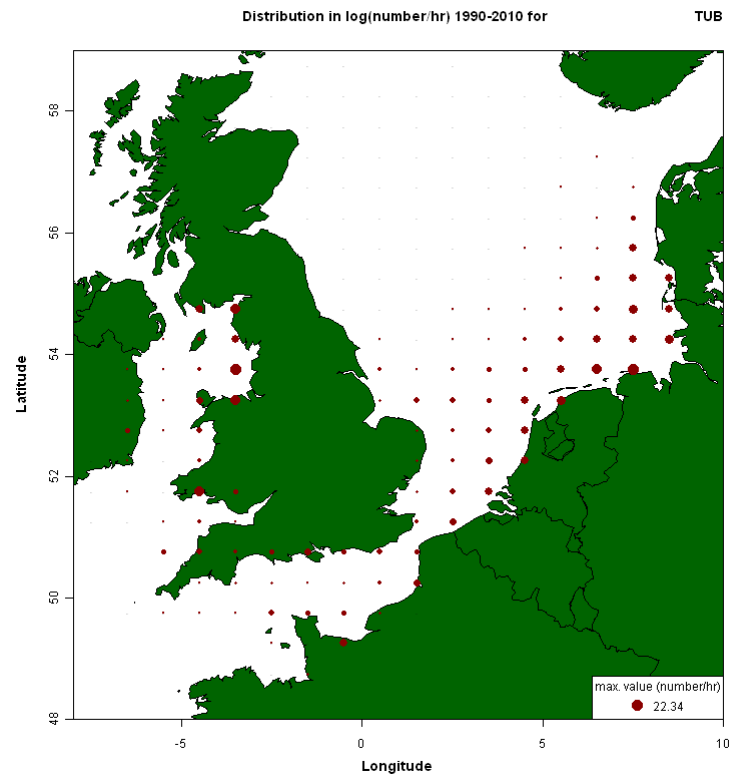 Distribution in log(number/hr) 1990-2010 for TUB
58
56
54
52
50
48
Latitude
-5 0 5 10
Longitude
max. value (number/hr)
22.34